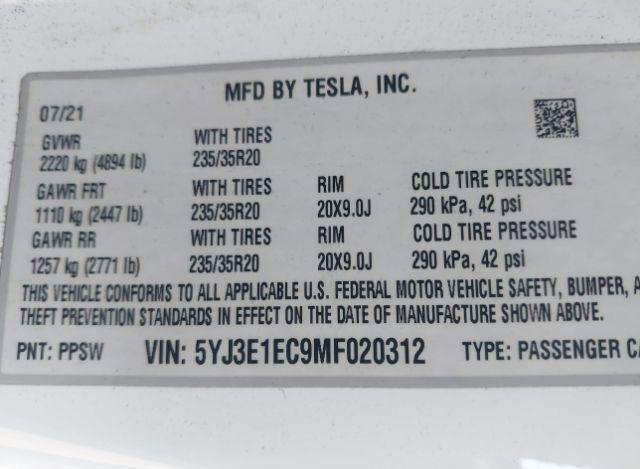 MFD BY TESLA, INC.
07/21
GVWR WITH TIRES
2220 kg (4894 lb) 235/35R20
GAWR FRT WITH TIRES RIM COLD TIRE PRESSURE
1110 kg (2447 lb) 235/35R20 20X9.0J 290 kPa, 42 psi
GAWR RR WITH TIRES RIM COLD TIRE PRESSURE
1257 kg (2771 lb) 235/35R20 20X9.0J 290 kPa, 42 psi
THIS VEHICLE CONFORMS TO ALL APPLICABLE U.S. FEDERAL MOTOR VEHICLE SAFETY, BUMPER, A
THEFT PREVENTION STANDARDS IN EFFECT ON THE DATE OF MANUFACTURE SHOWN ABOVE.
PNT: PPSW VIN: 5YJ3E1EC9MF020312 TYPE: PASSENGER CA